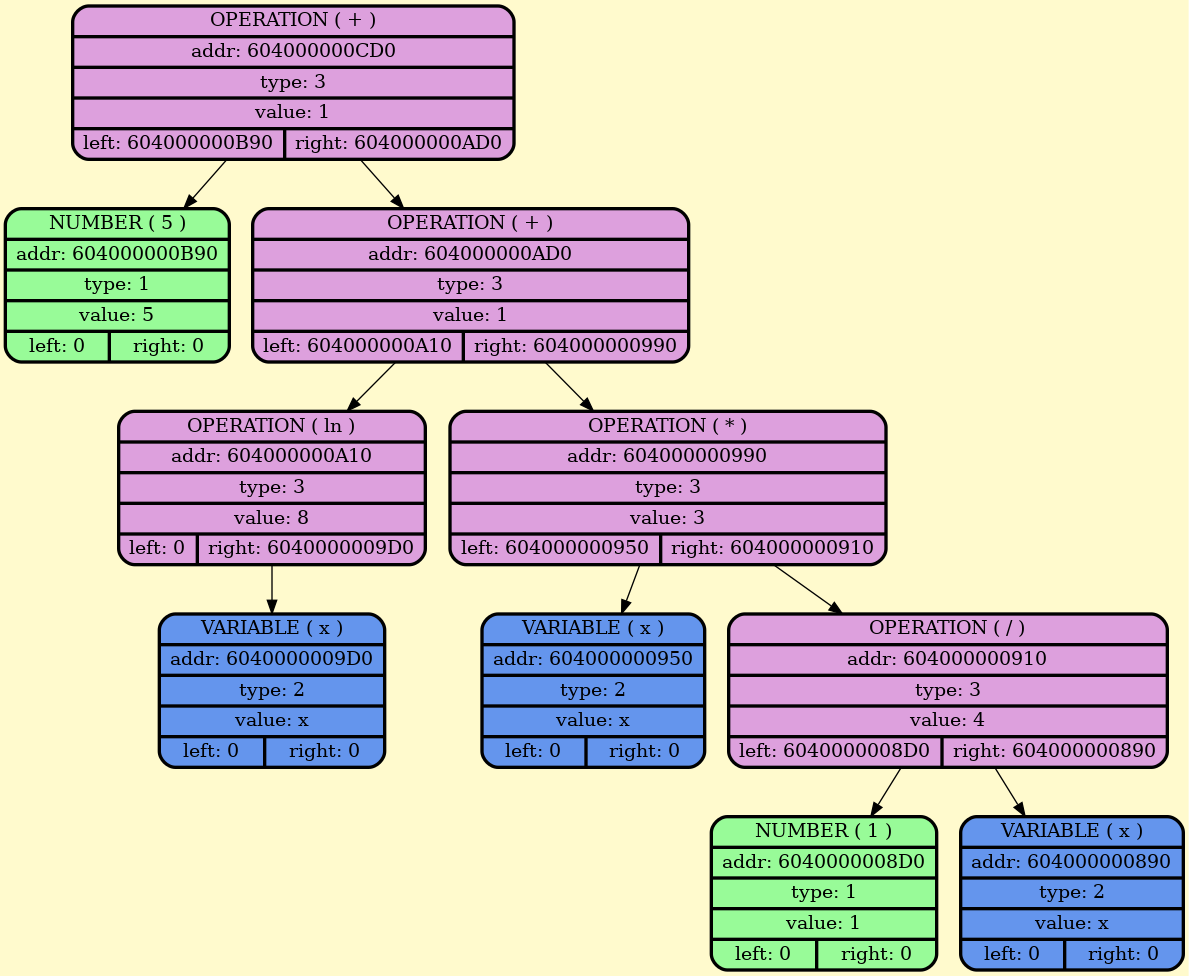 OPERATION ( + )
addr: 604000000CD0
type: 3
value: 1
left: 604000000B90 right: 604000000AD0
NUMBER ( 5 )
addr: 604000000B90
type: 1
value: 5
left: 0 right: 0
OPERATION ( + )
addr: 604000000AD0
type: 3
value: 1
left: 604000000A10 right: 604000000990
OPERATION ( ln )
addr: 604000000A10
type: 3
value: 8
left: 0 right: 6040000009D0
OPERATION ( * )
addr: 604000000990
type: 3
value: 3
left: 604000000950 right: 604000000910
VARIABLE ( x )
addr: 6040000009D0
type: 2
value: x
left: 0 right: 0
VARIABLE ( x )
addr: 604000000950
type: 2
value: x
left: 0 right: 0
OPERATION ( / )
addr: 604000000910
type: 3
value: 4
left: 6040000008D0 right: 604000000890
NUMBER ( 1 )
addr: 6040000008D0
type: 1
value: 1
left: 0 right: 0
VARIABLE ( x )
addr: 604000000890
type: 2
value: x
left: 0 right: 0